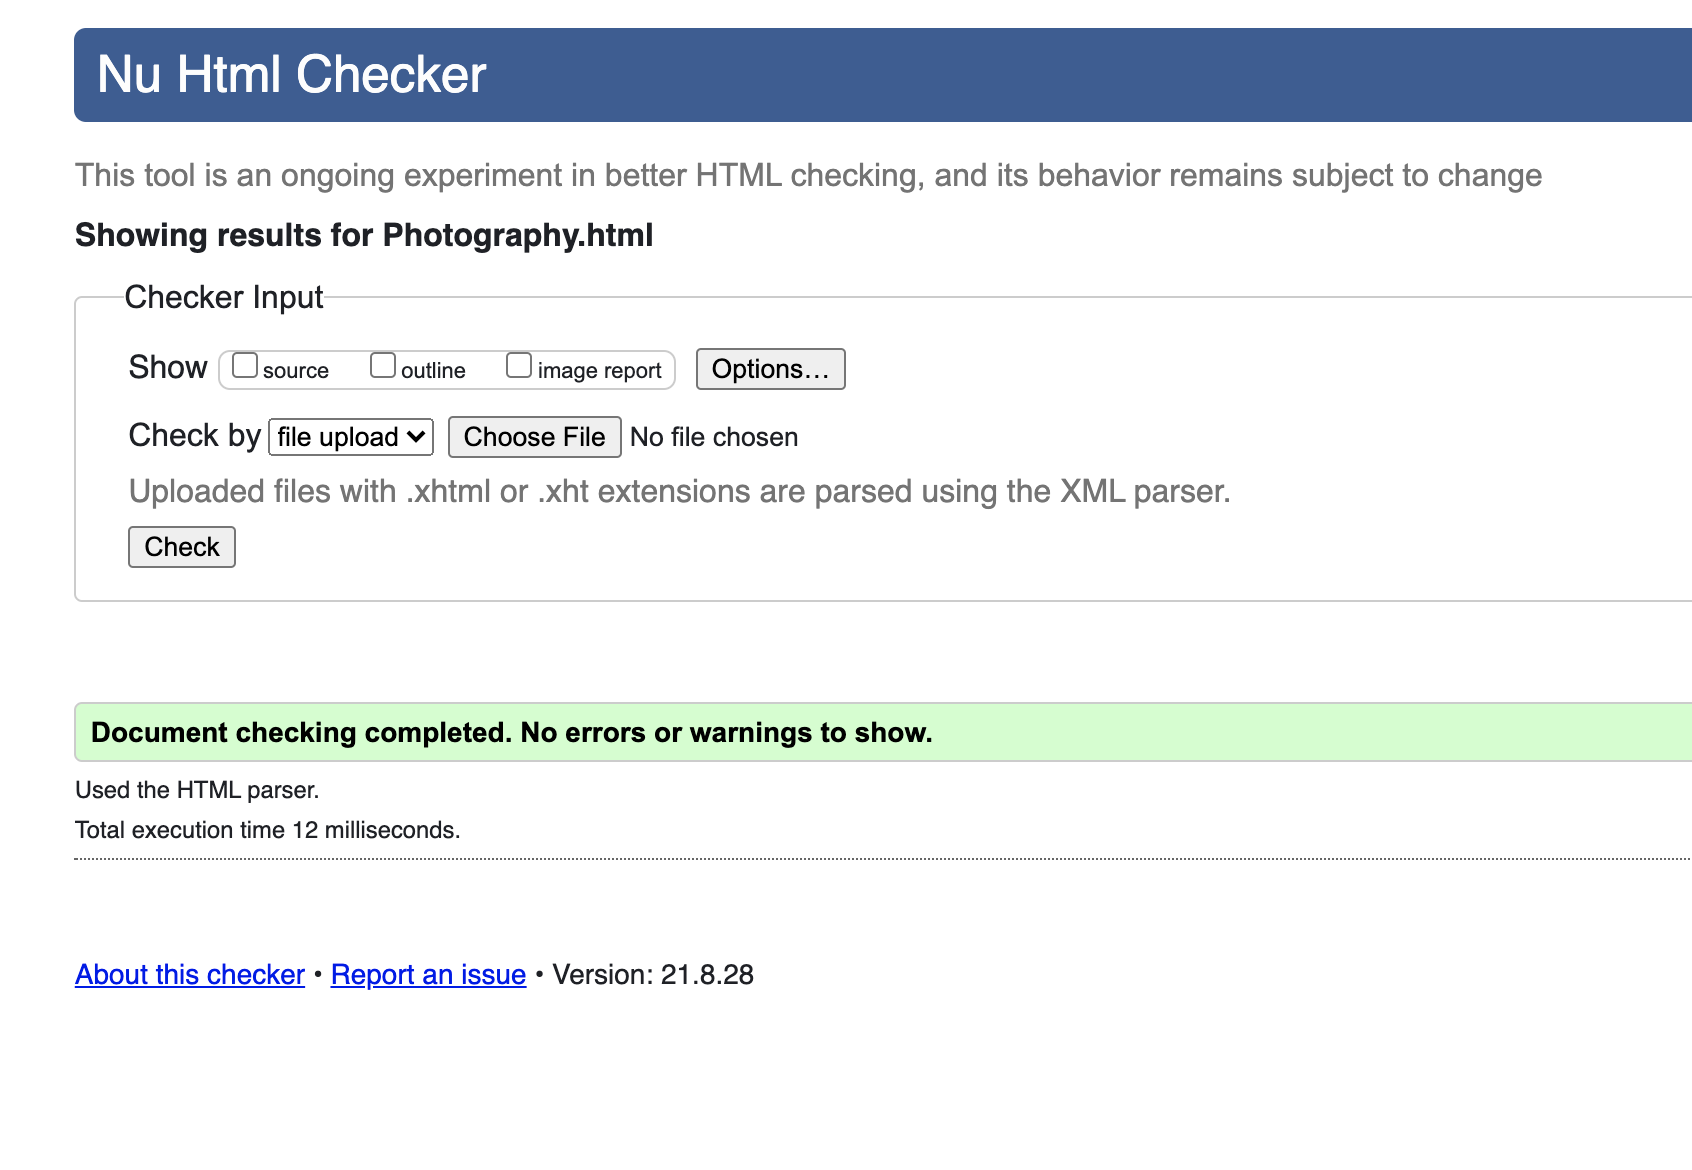 Nu Html Checker
This tool is an ongoing experiment in better HTML checking, and its behavior remains subject to change
Showing results for Photography.html
Checker Input
Show source outline image report Options...
Check by file upload Choose File No file chosen
Uploaded files with .xhtml or .xht extensions are parsed using the XML parser.
Check
Document checking completed. No errors or warnings to show.
Used the HTML parser.
Total execution time 12 milliseconds.
About this checker • Report an issue • Version: 21.8.28